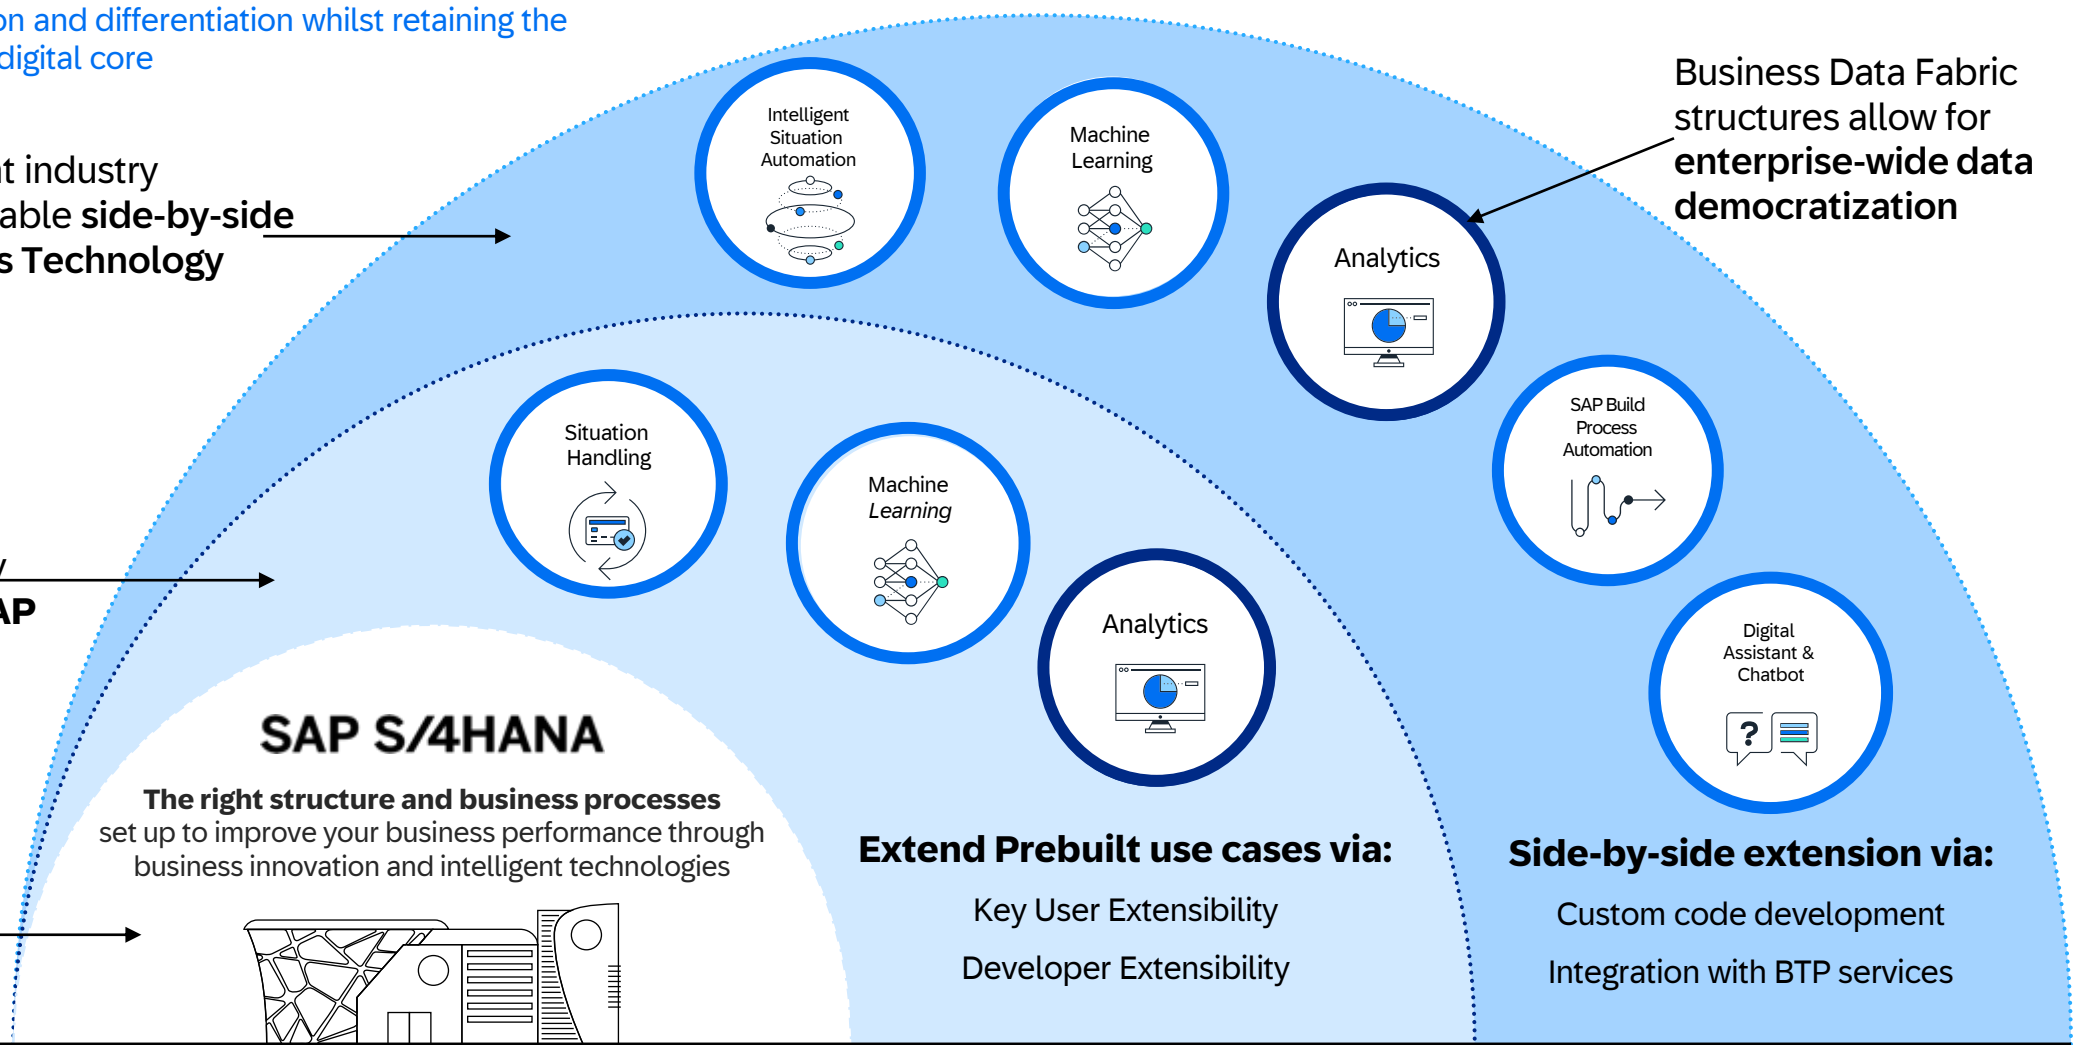 on and differentiation whilst retaining the
digital core
Business Data Fabric
structures allow for
enterprise-wide data
democratization
industry
able side-by-side
s Technology
Intelligent
Situation
Automation
Machine
Learning
Analytics
SAP Build
Process
Automation
Digital
Assistant &
Chatbot
?
Situation
Handling
Machine
Learning
Analytics
AP
SAP S/4HANA
The right structure and business processes
set up to improve your business performance through
business innovation and intelligent technologies
Extend Prebuilt use cases via:
Key User Extensibility
Developer Extensibility
Side-by-side extension via:
Custom code development
Integration with BTP services